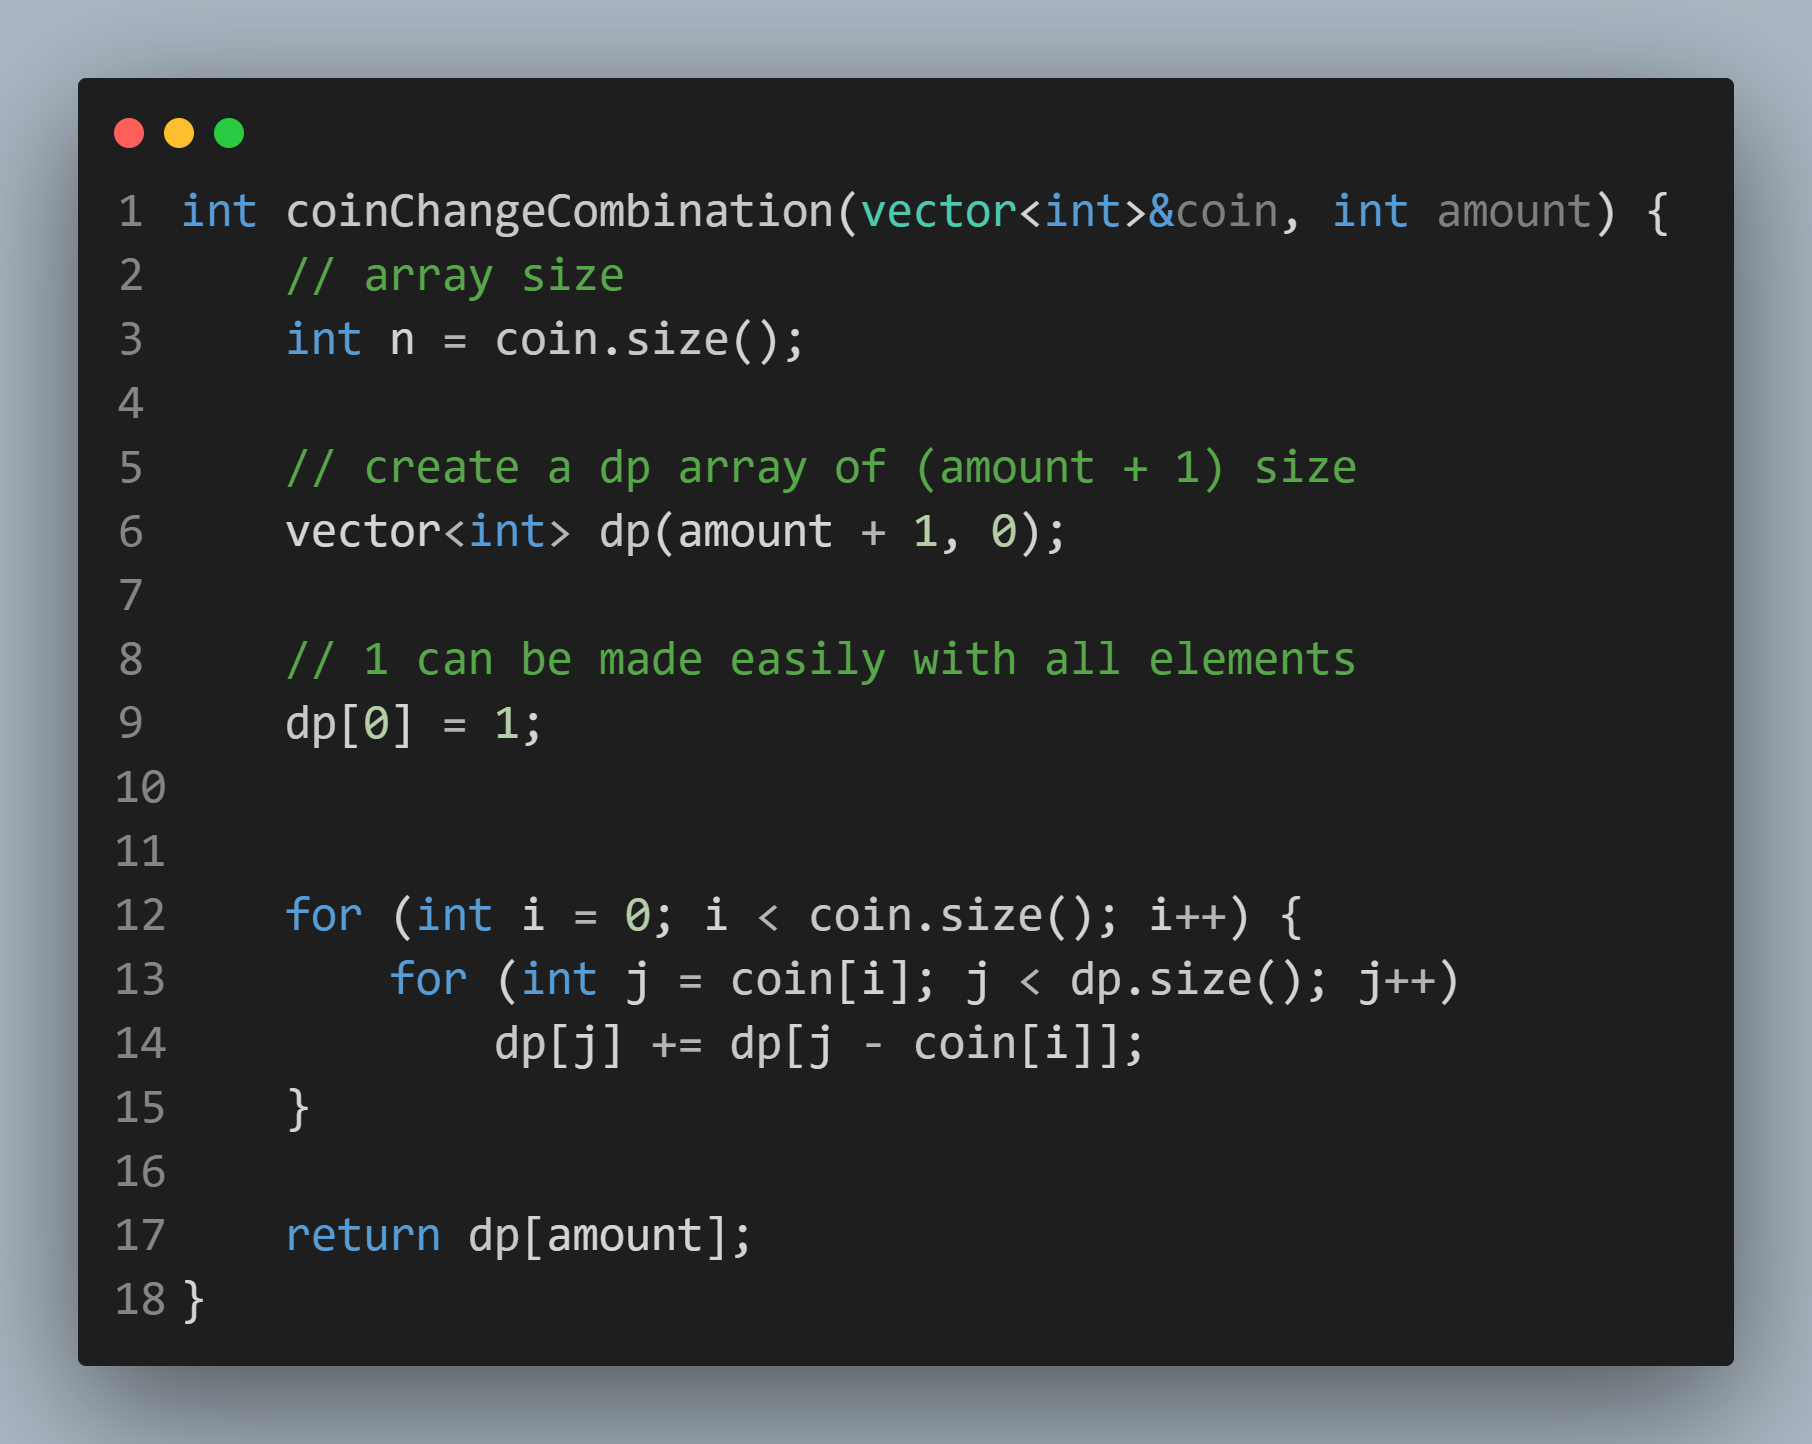 1 int coinChangeCombination(vector<int>&coin, int amount) {
2     // array size
3     int n = coin.size();
4
5     // create a dp array of (amount + 1) size
6     vector<int> dp(amount + 1, 0);
7
8     // 1 can be made easily with all elements
9     dp[0] = 1;
10
11
12     for (int i = 0; i < coin.size(); i++) {
13         for (int j = coin[i]; j < dp.size(); j++)
14             dp[j] += dp[j - coin[i]];
15     }
16
17     return dp[amount];
18 }